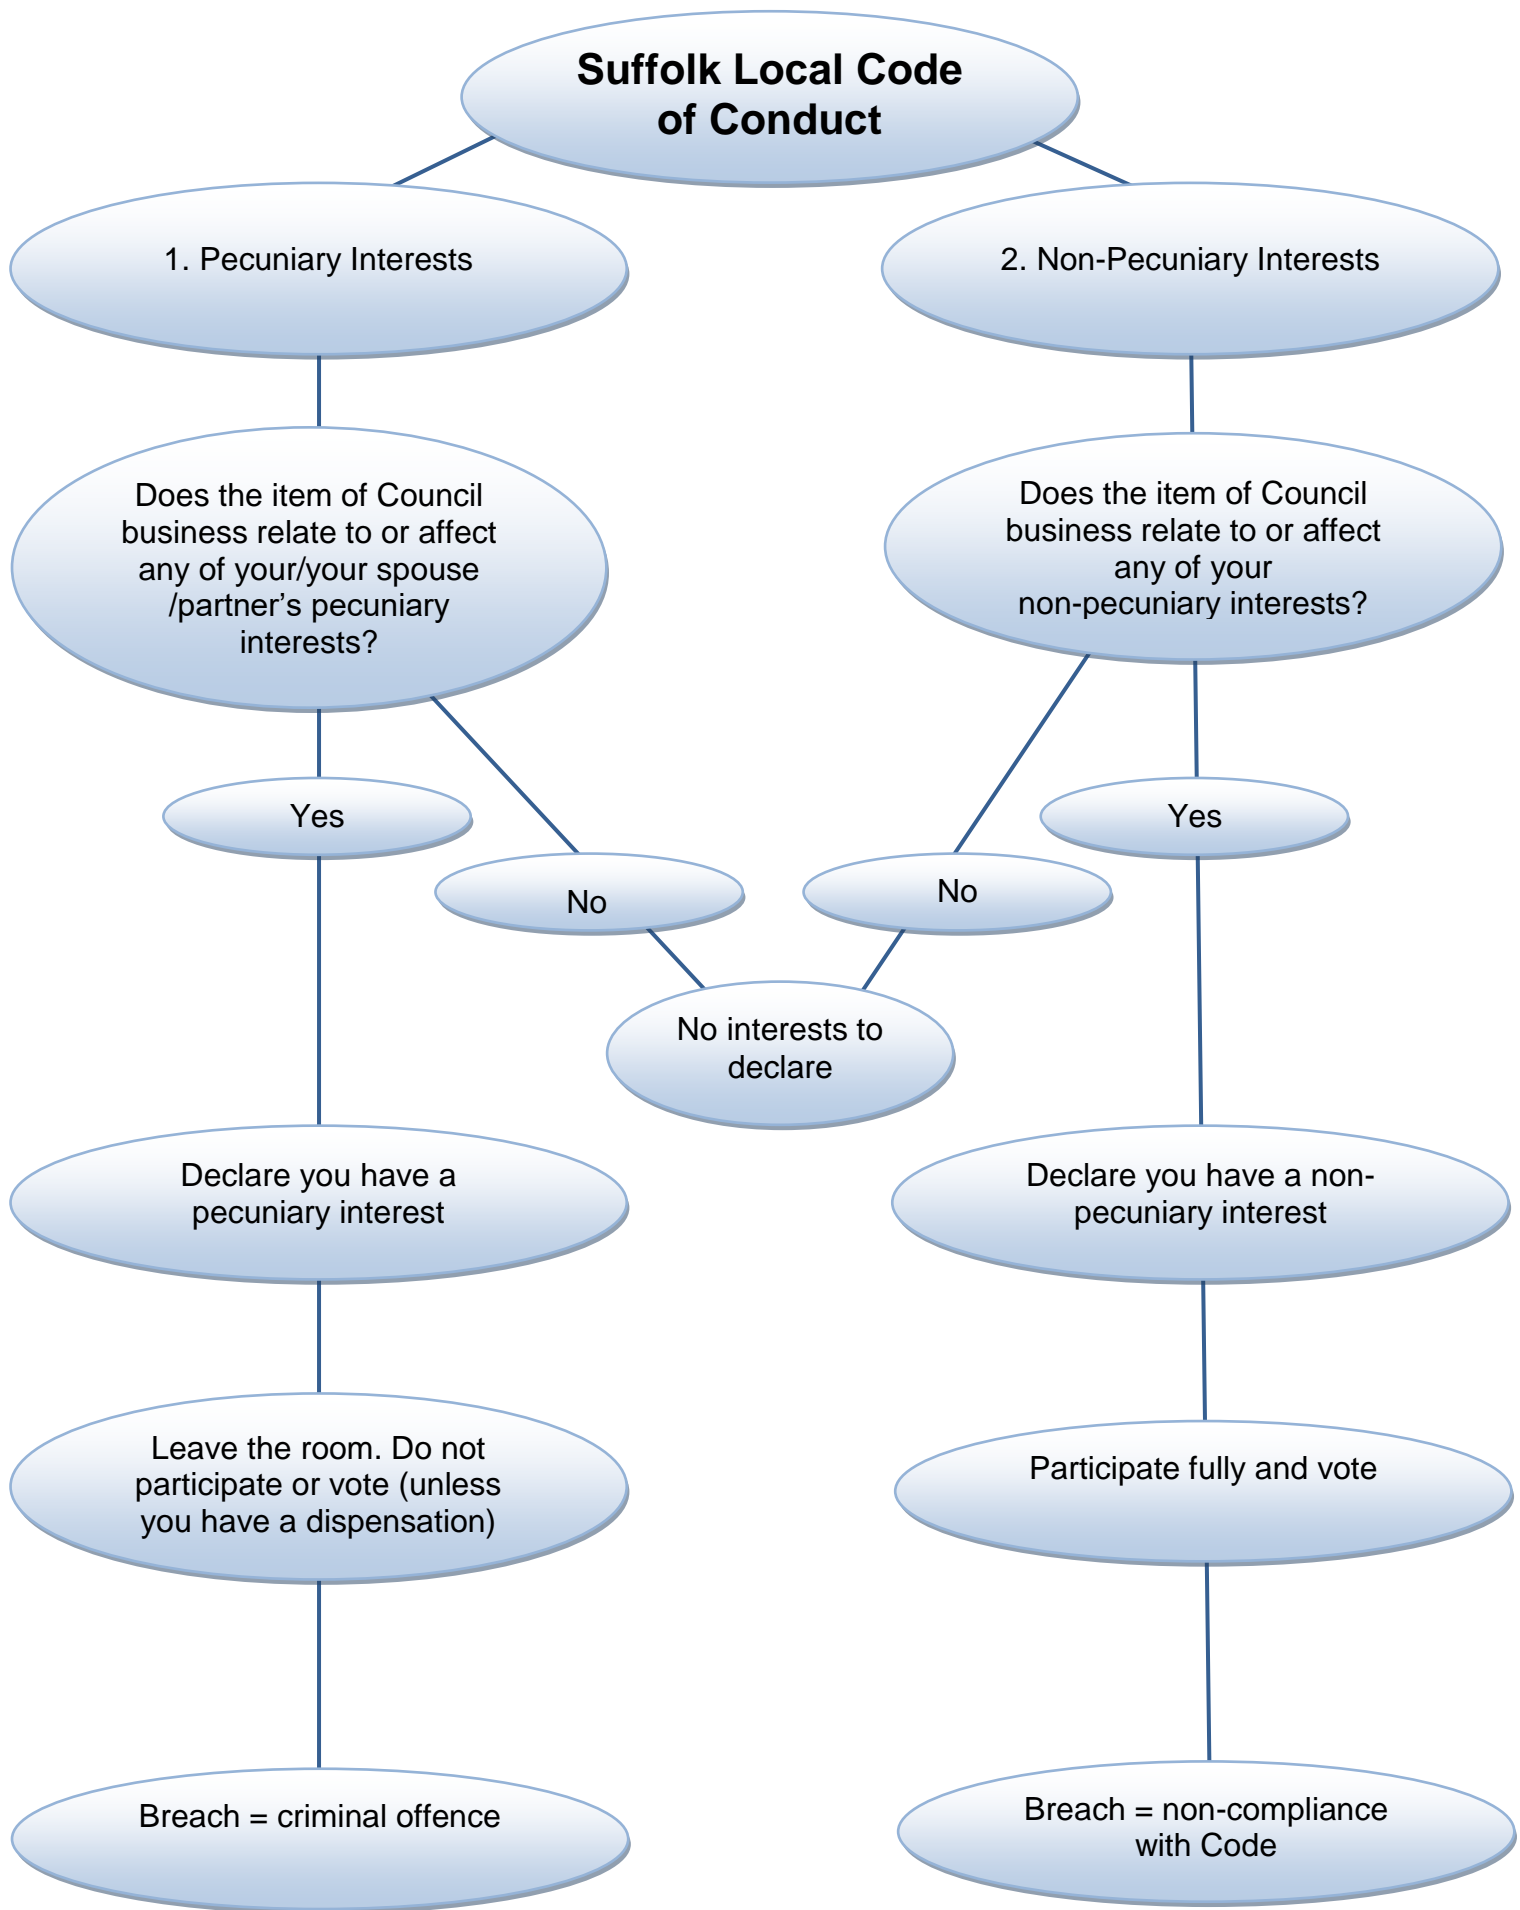 Suffolk Local Code
of Conduct
1. Pecuniary Interests
2. Non-Pecuniary Interests
Does the item of Council
business relate to or affect
any of your/your spouse
/partner’s pecuniary
interests?
Does the item of Council
business relate to or affect
any of your
non-pecuniary interests?
Yes
No
No
Yes
No interests to
declare
Declare you have a
pecuniary interest
Declare you have a non-
pecuniary interest
Leave the room. Do not
participate or vote (unless
you have a dispensation)
Participate fully and vote
Breach = criminal offence
Breach = non-compliance
with Code